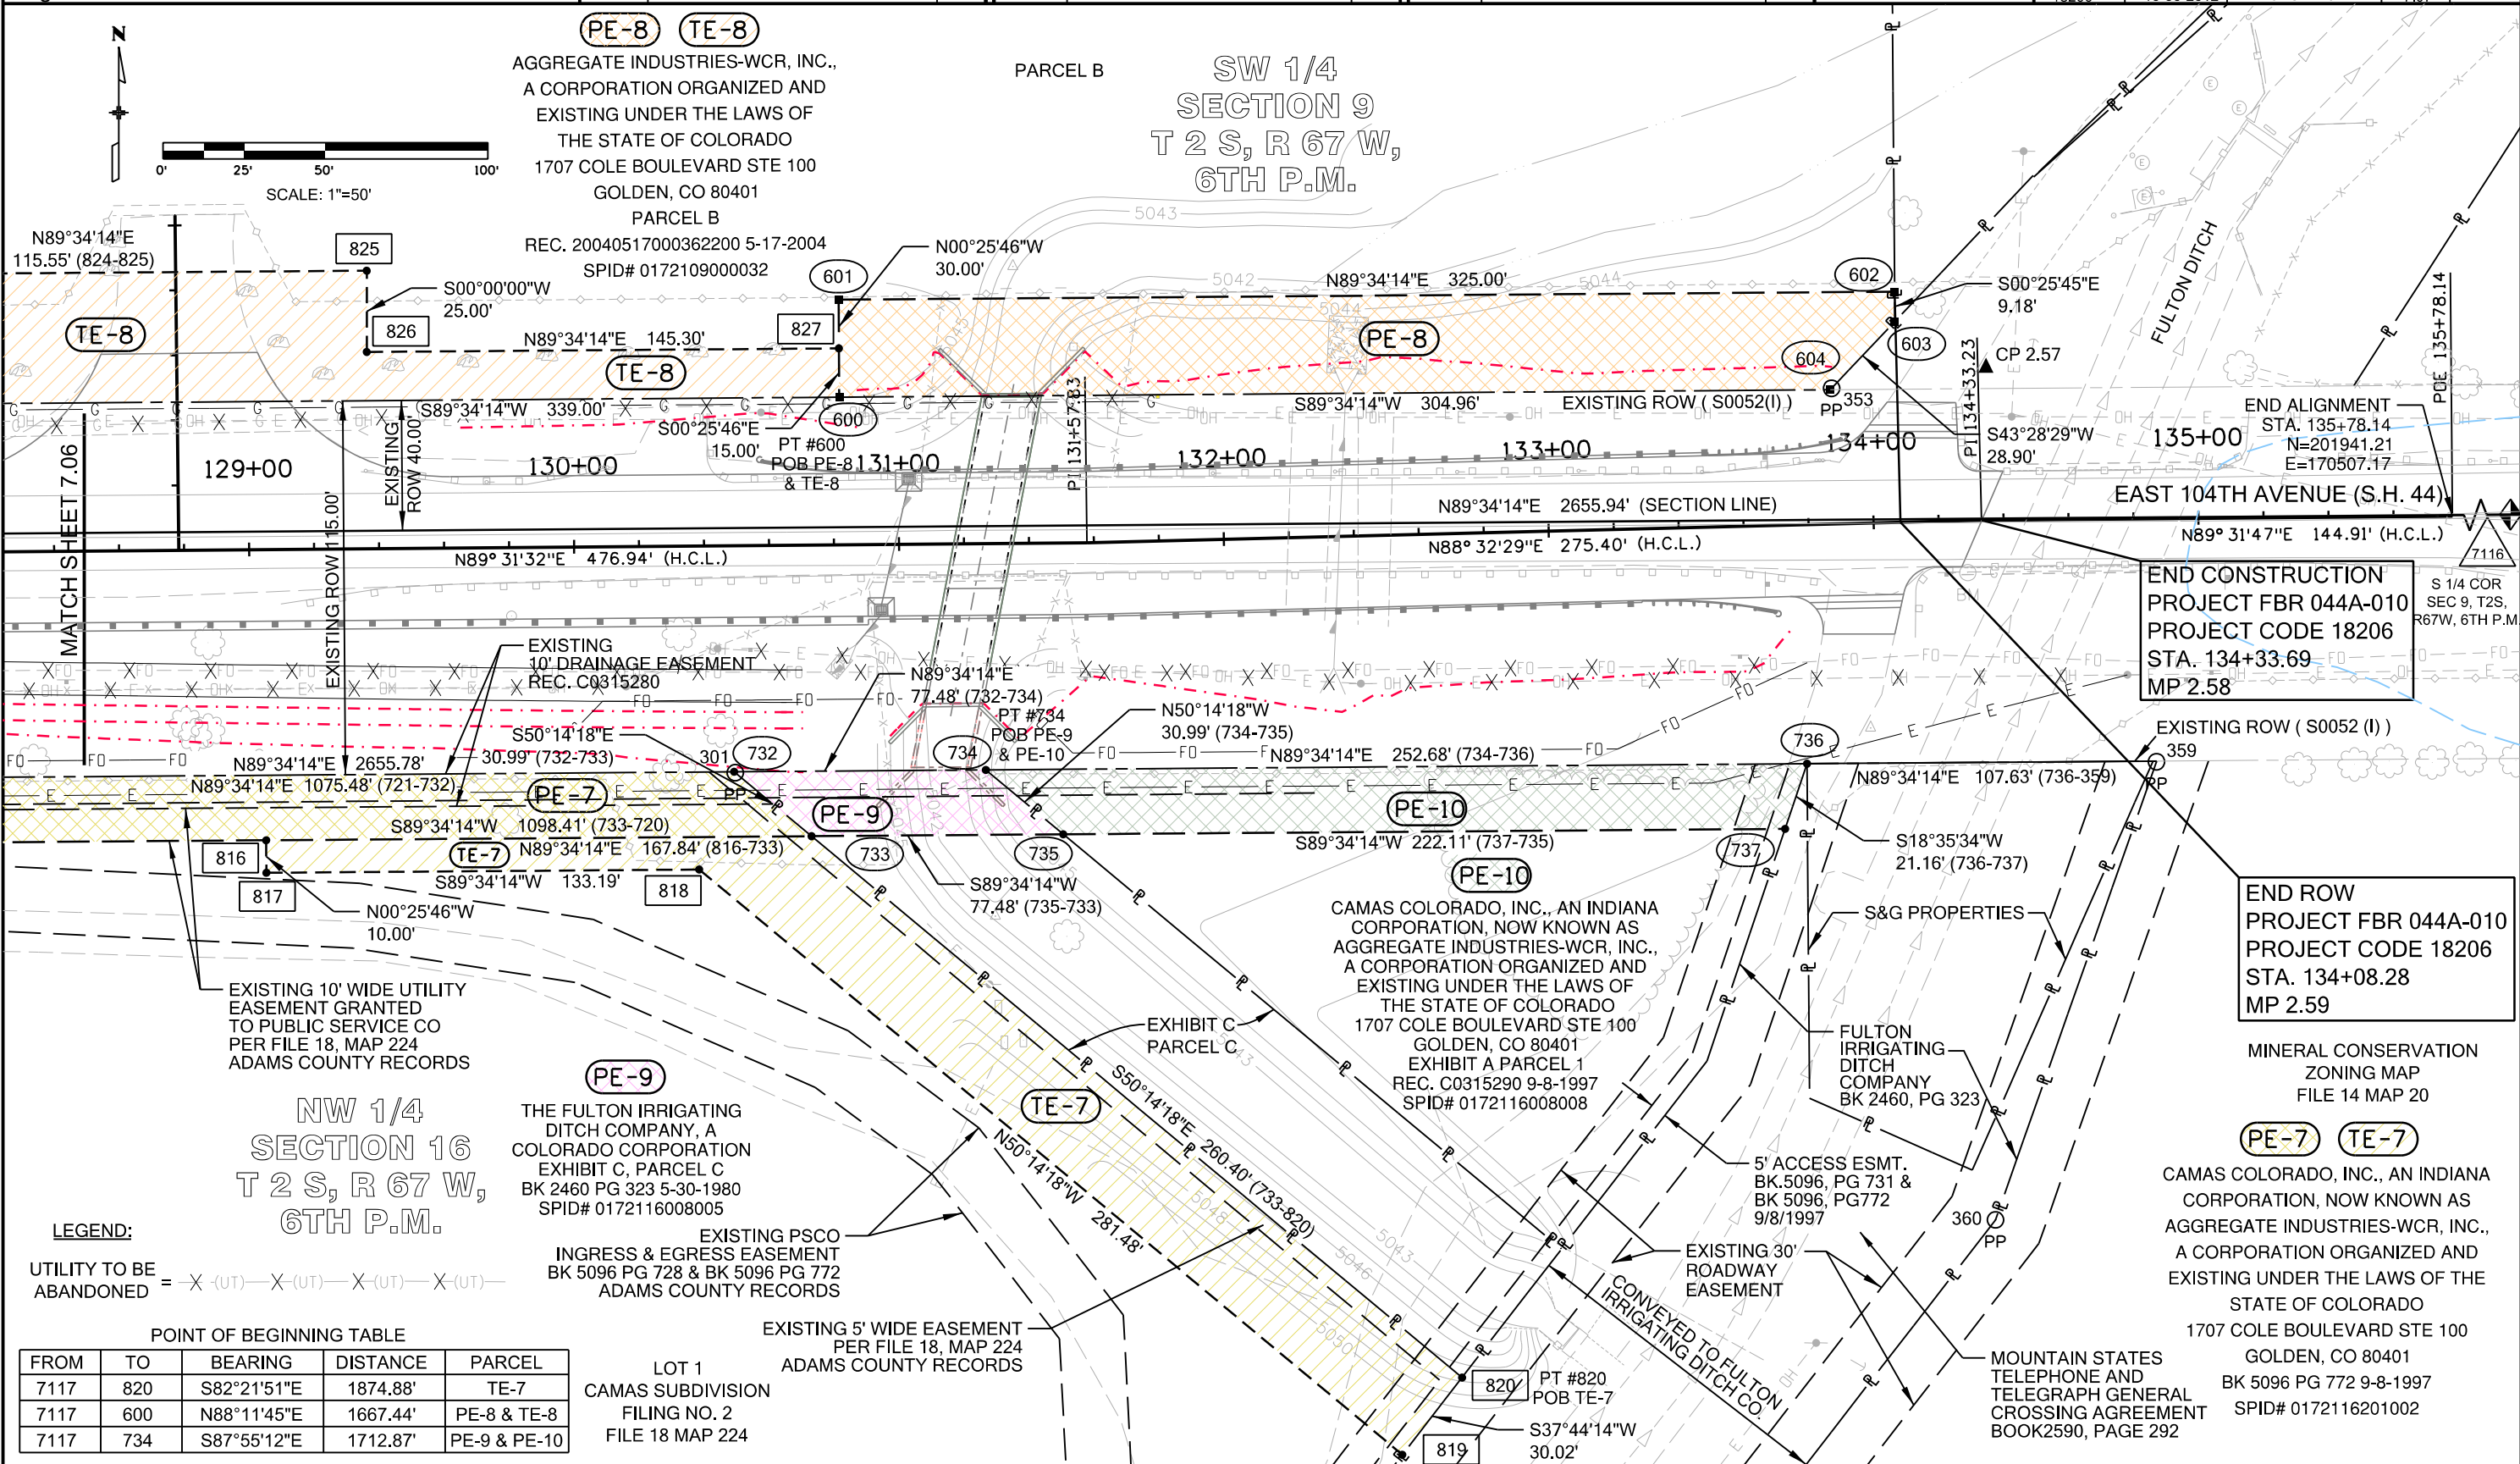 PE-8 TE-8
AGGREGATE INDUSTRIES-WCR, INC.,
A CORPORATION ORGANIZED AND
EXISTING UNDER THE LAWS OF
THE STATE OF COLORADO
1707 COLE BOULEVARD STE 100
GOLDEN, CO 80401
PARCEL B
REC. 20040517000362200 5-17-2004
SPID# 0172109000032
N
0' 25' 50' 100'
SCALE: 1"=50'
PARCEL B
SW 1/4
SECTION 9
T 2 S, R 67 W,
6TH P.M.
N89°34'14"E
115.55' (824-825)
825
S00°00'00"W
25.00'
826
TE-8
N89°34'14"E 145.30'
827
TE-8
601
N00°25'46"W
30.00'
5043
5042
5044
5044
5045
N89°34'14"E 325.00'
602
S00°25'45"E
9.18'
PE-8
604
603
CP 2.57
FULTON DITCH
POE 135+78.14
S89°34'14"W 339.00'
S00°25'46"E
15.00'
600
PT #600
POB PE-8
& TE-8
S89°34'14"W 304.96'
EXISTING ROW ( S0052(I) )
353
PP
PI 134+33.23
S43°28'29"W
28.90'
END ALIGNMENT
STA. 135+78.14
N=201941.21
E=170507.17
MATCH SHEET 7.06
EXISTING
ROW 40.00'
EXISTING ROW 115.00'
PI 131+57.83
129+00
130+00
131+00
132+00
133+00
134+00
135+00
N89°34'14"E 2655.94' (SECTION LINE)
EAST 104TH AVENUE (S.H. 44)
N89° 31'32"E 476.94' (H.C.L.)
N88° 32'29"E 275.40' (H.C.L.)
N89° 31'47"E 144.91' (H.C.L.)
7116
S 1/4 COR
SEC 9, T2S,
R67W, 6TH P.M.
END CONSTRUCTION
PROJECT FBR 044A-010
PROJECT CODE 18206
STA. 134+33.69
MP 2.58
EXISTING
10' DRAINAGE EASEMENT
REC. C0315280
N89°34'14"E
77.48' (732-734)
PT #734
POB PE-9
& PE-10
N50°14'18"W
30.99' (734-735)
S50°14'18"E
30.99' (732-733)
301
732
PP
734
N89°34'14"E 252.68' (734-736)
736
EXISTING ROW ( S0052 (I) )
359
PP
N89°34'14"E 2655.78'
N89°34'14"E 1075.48' (721-732)
PE-7
PE-9
PE-10
N89°34'14"E 107.63' (736-359)
S89°34'14"W 1098.41' (733-720)
816
TE-7
N89°34'14"E 167.84' (816-733)
733
735
S89°34'14"W 222.11' (737-735)
737
S18°35'34"W
21.16' (736-737)
817
S89°34'14"W 133.19'
818
N00°25'46"W
10.00'
S89°34'14"W
77.48' (735-733)
PE-10
CAMAS COLORADO, INC., AN INDIANA
CORPORATION, NOW KNOWN AS
AGGREGATE INDUSTRIES-WCR, INC.,
A CORPORATION ORGANIZED AND
EXISTING UNDER THE LAWS OF
THE STATE OF COLORADO
1707 COLE BOULEVARD STE 100
GOLDEN, CO 80401
EXHIBIT A PARCEL 1
REC. C0315290 9-8-1997
SPID# 0172116008008
S&G PROPERTIES
END ROW
PROJECT FBR 044A-010
PROJECT CODE 18206
STA. 134+08.28
MP 2.59
EXISTING 10' WIDE UTILITY
EASEMENT GRANTED
TO PUBLIC SERVICE CO
PER FILE 18, MAP 224
ADAMS COUNTY RECORDS
EXHIBIT C
PARCEL C
FULTON
IRRIGATING
DITCH
COMPANY
BK 2460, PG 323
MINERAL CONSERVATION
ZONING MAP
FILE 14 MAP 20
NW 1/4
SECTION 16
T 2 S, R 67 W,
6TH P.M.
PE-9
THE FULTON IRRIGATING
DITCH COMPANY, A
COLORADO CORPORATION
EXHIBIT C, PARCEL C
BK 2460 PG 323 5-30-1980
SPID# 0172116008005
TE-7
S50°14'18"E 260.40' (733-820)
N50°14'18"W 281.48'
5043
5043
5046
5048
5050
5' ACCESS ESMT.
BK.5096, PG 731 &
BK 5096, PG772
9/8/1997
360
PP
PE-7 TE-7
CAMAS COLORADO, INC., AN INDIANA
CORPORATION, NOW KNOWN AS
AGGREGATE INDUSTRIES-WCR, INC.,
A CORPORATION ORGANIZED AND
EXISTING UNDER THE LAWS OF THE
STATE OF COLORADO
1707 COLE BOULEVARD STE 100
GOLDEN, CO 80401
BK 5096 PG 772 9-8-1997
SPID# 0172116201002
LEGEND:
UTILITY TO BE
ABANDONED = X (UT) X (UT) X (UT) X (UT)
EXISTING PSCO
INGRESS & EGRESS EASEMENT
BK 5096 PG 728 & BK 5096 PG 772
ADAMS COUNTY RECORDS
EXISTING 30'
ROADWAY
EASEMENT
CONVEYED TO FULTON
IRRIGATING DITCH CO.
EXISTING 5' WIDE EASEMENT
PER FILE 18, MAP 224
ADAMS COUNTY RECORDS
MOUNTAIN STATES
TELEPHONE AND
TELEGRAPH GENERAL
CROSSING AGREEMENT
BOOK2590, PAGE 292
POINT OF BEGINNING TABLE
FROM TO BEARING DISTANCE PARCEL
7117 820 S82°21'51"E 1874.88' TE-7
7117 600 N88°11'45"E 1667.44' PE-8 & TE-8
7117 734 S87°55'12"E 1712.87' PE-9 & PE-10
LOT 1
CAMAS SUBDIVISION
FILING NO. 2
FILE 18 MAP 224
820
PT #820
POB TE-7
819
S37°44'14"W
30.02'